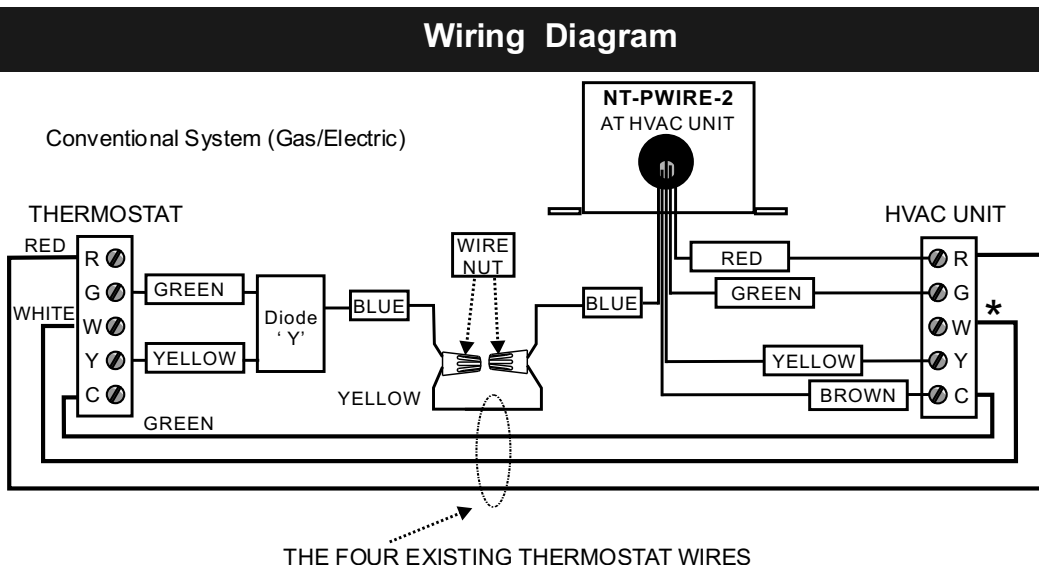 Wiring Diagram
NT-PWIRE-2
AT HVAC UNIT
Conventional System (Gas/Electric)
THERMOSTAT
HVAC UNIT
RED
R
G
W
Y
C
WHITE
GREEN
YELLOW
Diode
‘ Y’
BLUE
WIRE
NUT
BLUE
YELLOW
GREEN
RED
GREEN
YELLOW
BROWN
R
G
W
Y
C
*
THE FOUR EXISTING THERMOSTAT WIRES